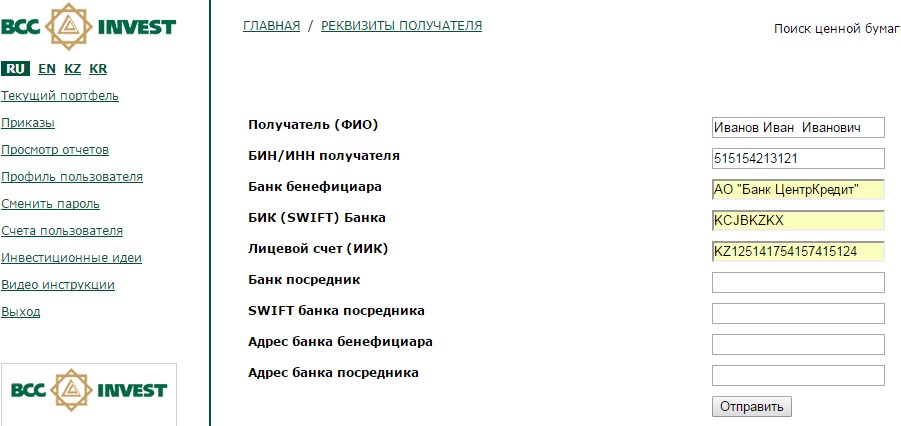 BCC INVEST
RU EN KZ KR
Текущий портфель
Приказы
Просмотр отчетов
Профиль пользователя
Сменить пароль
Счета пользователя
Инвестиционные идеи
Видео инструкции
Выход
BCC INVEST
ГЛАВНАЯ / РЕКВИЗИТЫ ПОЛУЧАТЕЛЯ
Поиск ценной бумаг
Получатель (ФИО) Иванов Иван  Иванович
БИН/ИНН получателя 515154213121
Банк бенефициара АО "Банк ЦентрКредит"
БИК (SWIFT) Банка KCJBKZKX
Лицевой счет (ИИК) KZ125141754157415124
Банк посредник
SWIFT банка посредника
Адрес банка бенефициара
Адрес банка посредника
Отправить